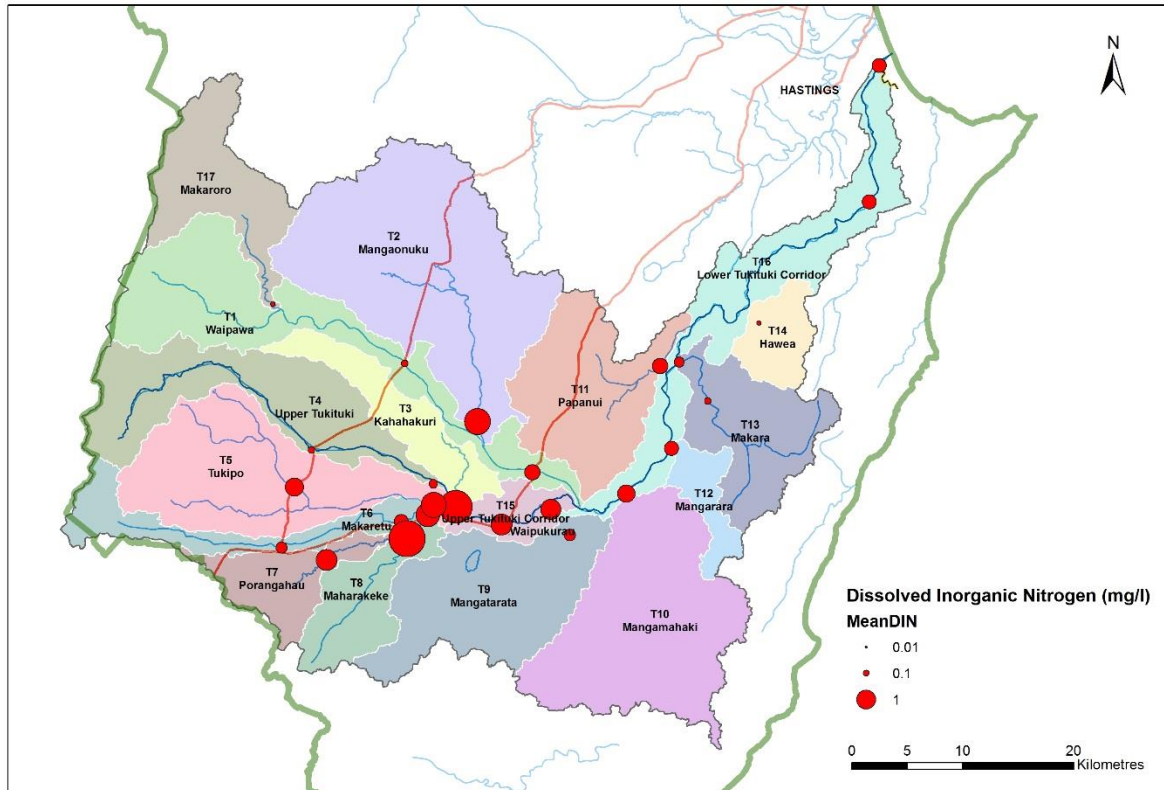 N
HASTINGS
T17
Makaroro
T2
Mangaonuku
T16
Lower Tukituki Corridor
T1
Waipawa
T14
Hawea
T11
Papanui
T4
Upper Tukituki
T3
Kahahakuri
T13
Makara
T5
Tukipo
T12
Mangarara
T15
Upper Tukituki Corridor
Waipukurau
T6
Makaretu
T7
Porangahau
T8
Maharakeke
T9
Mangatarata
T10
Mangamahaki
Dissolved Inorganic Nitrogen (mg/l)
MeanDIN
0.01
0.1
1
0 5 10 20
Kilometres